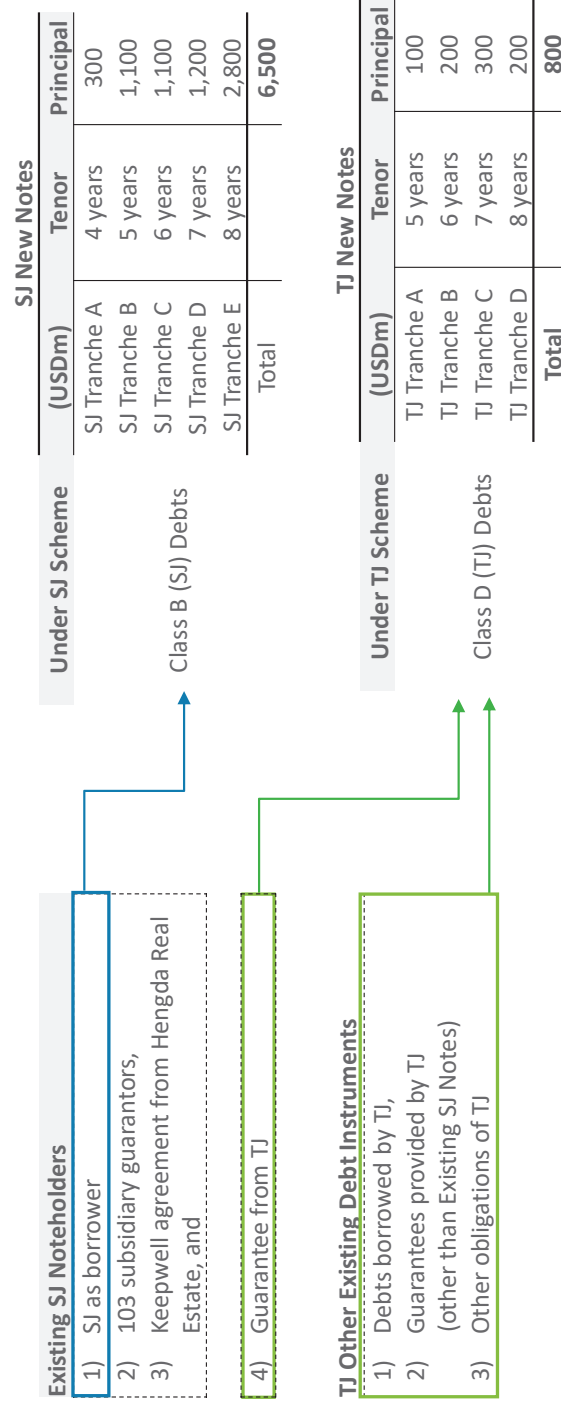 Existing SJ Noteholders
1) SJ as borrower
2) 103 subsidiary guarantors,
3) Keepwell agreement from Hengda Real
Estate, and
4) Guarantee from TJ
TJ Other Existing Debt Instruments
1) Debts borrowed by TJ,
2) Guarantees provided by TJ
(other than Existing SJ Notes)
3) Other obligations of TJ
Under SJ Scheme
Class B (SJ) Debts
Under TJ Scheme
Class D (TJ) Debts
SJ New Notes
(USDm) Tenor Principal
SJ Tranche A 4 years 300
SJ Tranche B 5 years 1,100
SJ Tranche C 6 years 1,100
SJ Tranche D 7 years 1,200
SJ Tranche E 8 years 2,800
Total 6,500
TJ New Notes
(USDm) Tenor Principal
TJ Tranche A 5 years 100
TJ Tranche B 6 years 200
TJ Tranche C 7 years 300
TJ Tranche D 8 years 200
Total 800